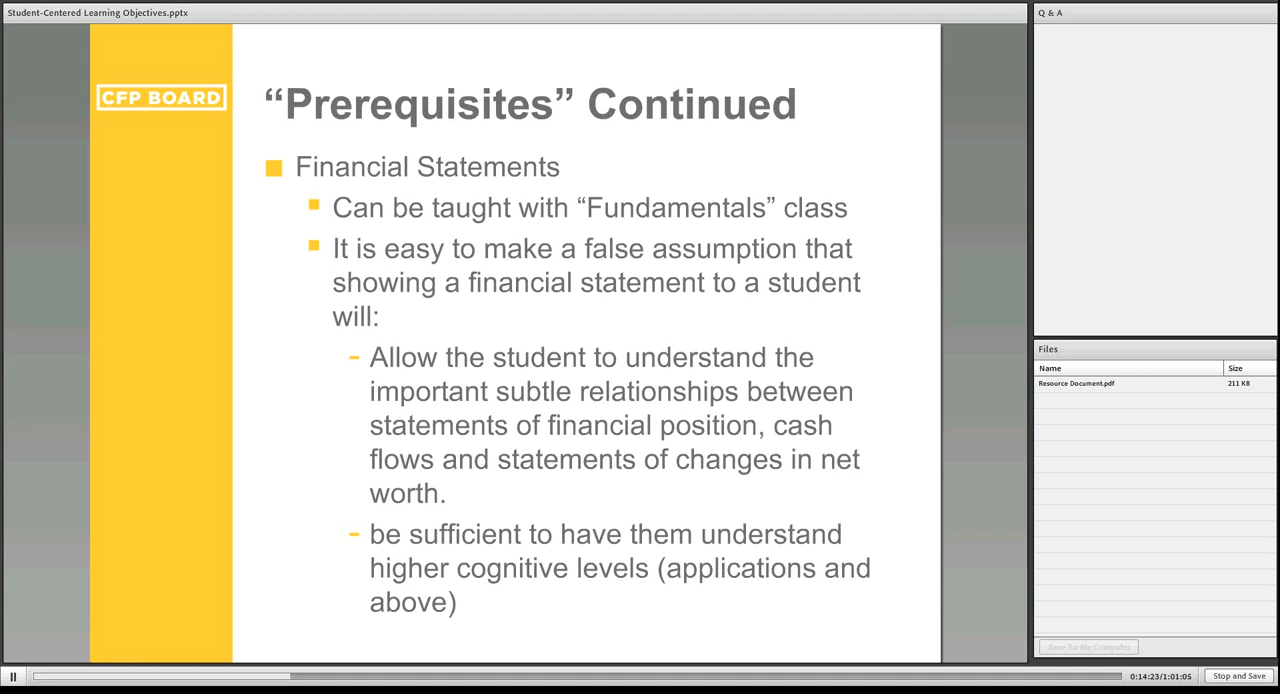 Student-Centered Learning Objectives.pptx
CFP BOARD
“Prerequisites” Continued
Financial Statements
Can be taught with “Fundamentals” class
It is easy to make a false assumption that
showing a financial statement to a student
will:
- Allow the student to understand the
important subtle relationships between
statements of financial position, cash
flows and statements of changes in net
worth.
- be sufficient to have them understand
higher cognitive levels (applications and
above)
Q & A
Files
Name Size
Resource Document.pdf 211 KB
Save To My Computer
0:14:23/1:01:05 Stop and Save